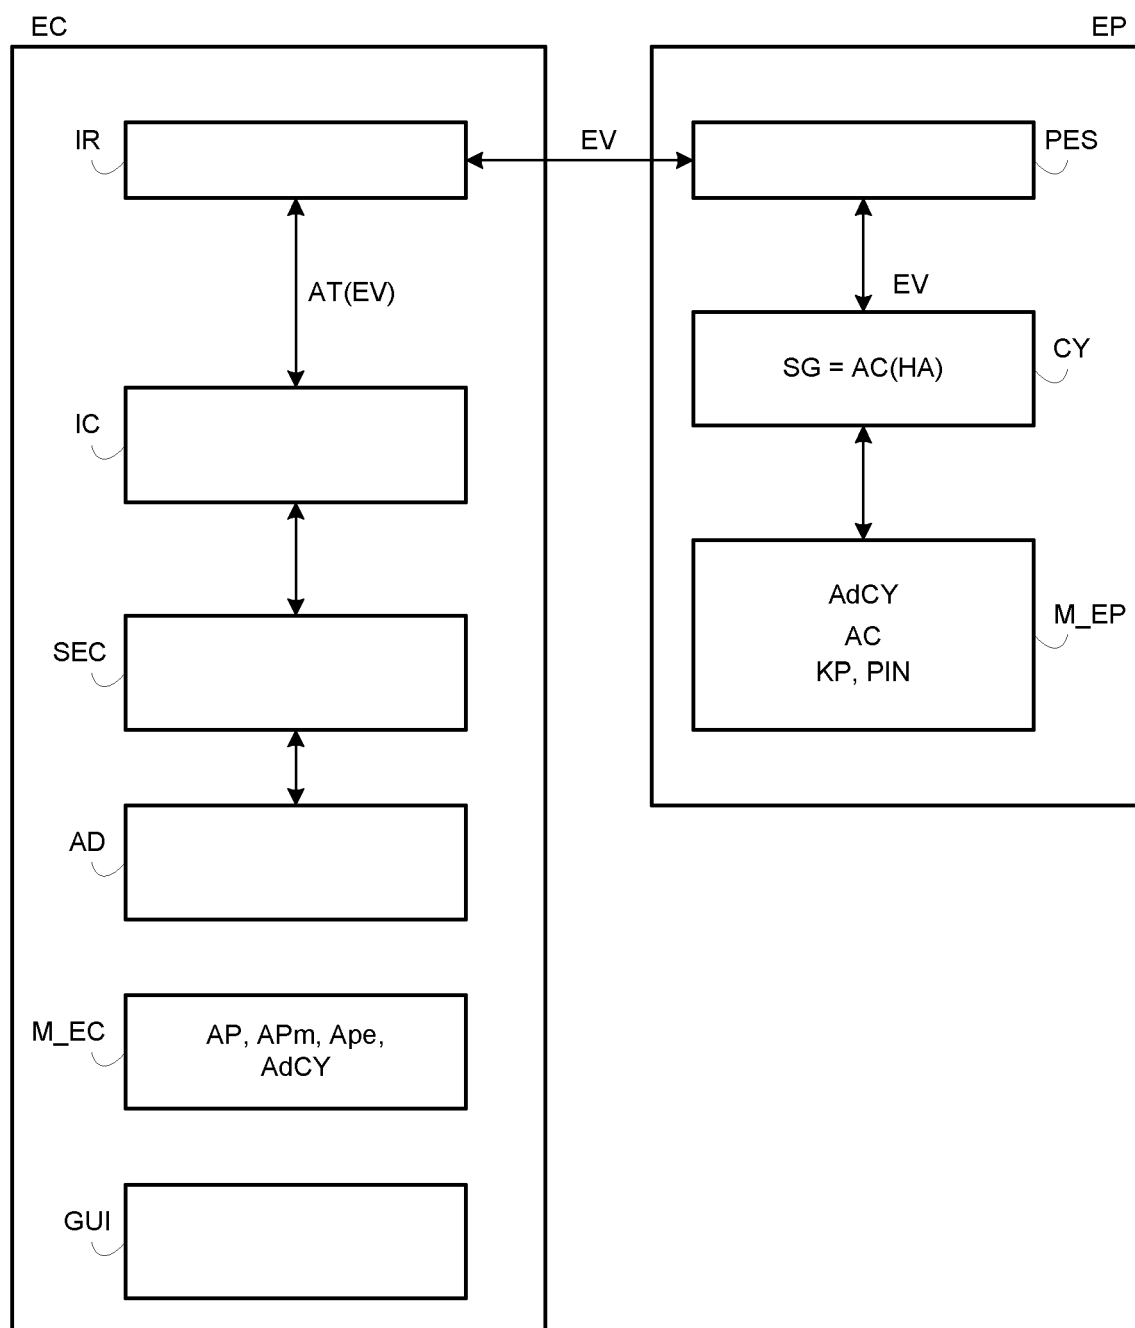 EC
EP
IR
EV
PES
AT(EV)
EV
SG = AC(HA)
CY
IC
AdCY
AC
KP, PIN
M_EP
SEC
AD
M_EC
AP, APm, Ape,
AdCY
GUI